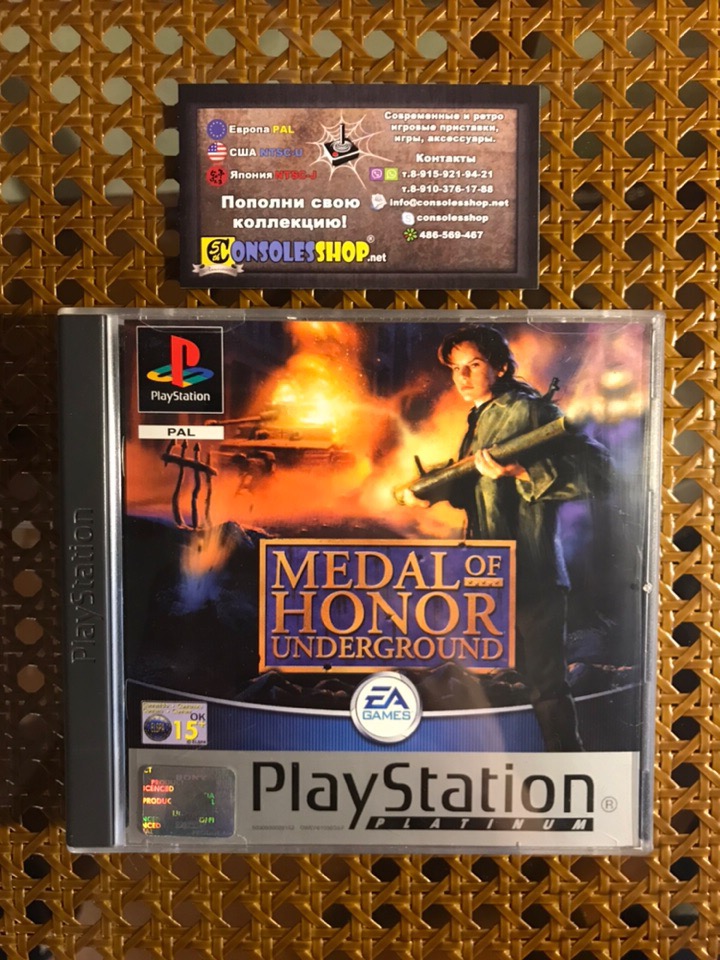 Европа PAL
США NTSC-U
Япония NTSC-J
Пополни свою
коллекцию!
CONSOLESSHOP®.net
Современные и ретро
игровые приставки,
игры, аксессуары.
Контакты
т.8-915-921-94-21
т.8-910-376-17-88
info@consolesshop.net
consolesshop
486-569-467
PlayStation
PlayStation
PAL
MEDAL OF
HONOR
UNDERGROUND
EA
GAMES
OK
15+
PlayStation®
PLATINUM